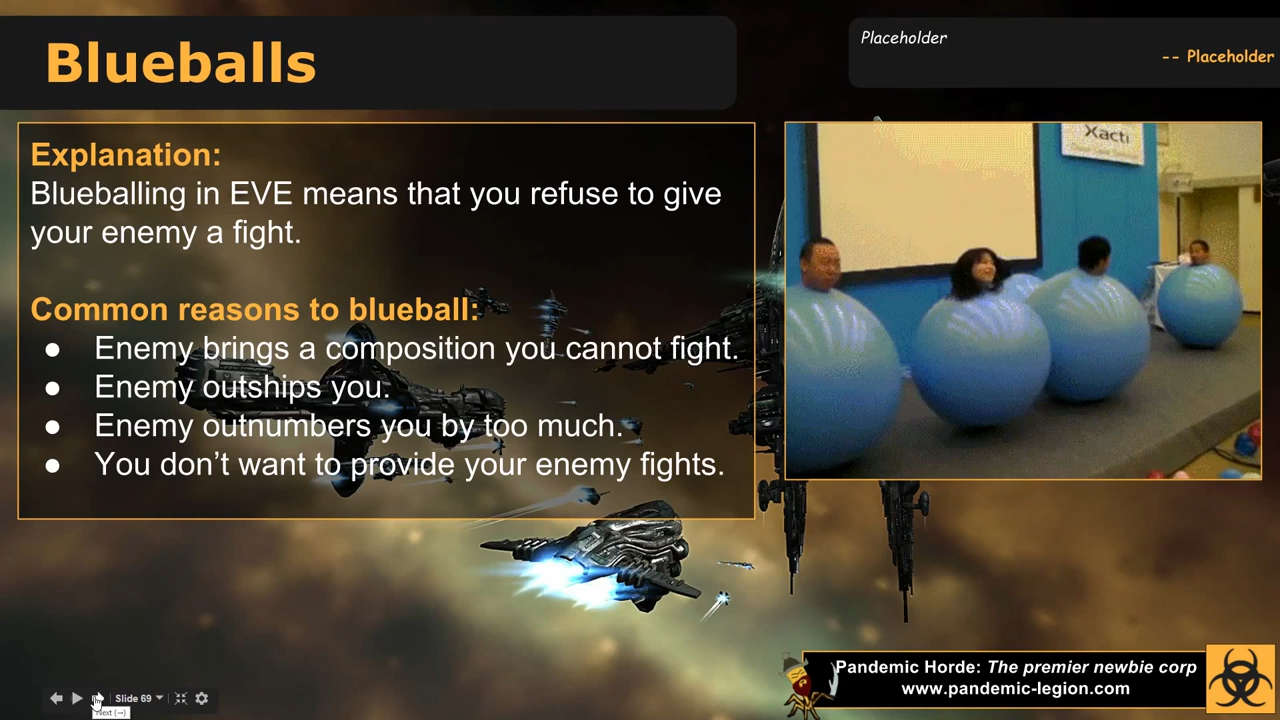 Blueballs
Placeholder
-- Placeholder
Explanation:
Blueballing in EVE means that you refuse to give
your enemy a fight.
Common reasons to blueball:
● Enemy brings a composition you cannot fight.
● Enemy outships you.
● Enemy outnumbers you by too much.
● You don't want to provide your enemy fights.
Xacti
Pandemic Horde: The premier newbie corp
www.pandemic-legion.com
Slide 69
Next (→)